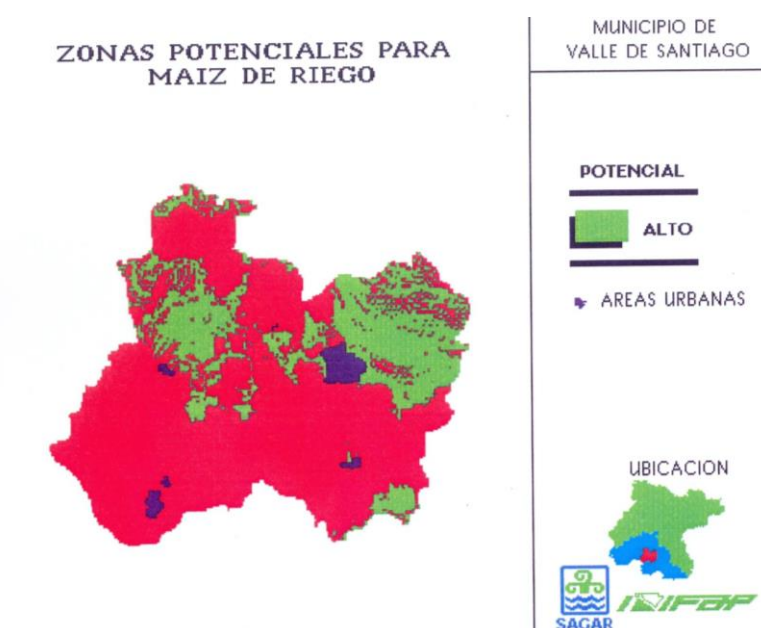 ZONAS POTENCIALES PARA
MAIZ DE RIEGO
MUNICIPIO DE
VALLE DE SANTIAGO
POTENCIAL
ALTO
AREAS URBANAS
UBICACION
SAGAR
INIFAP